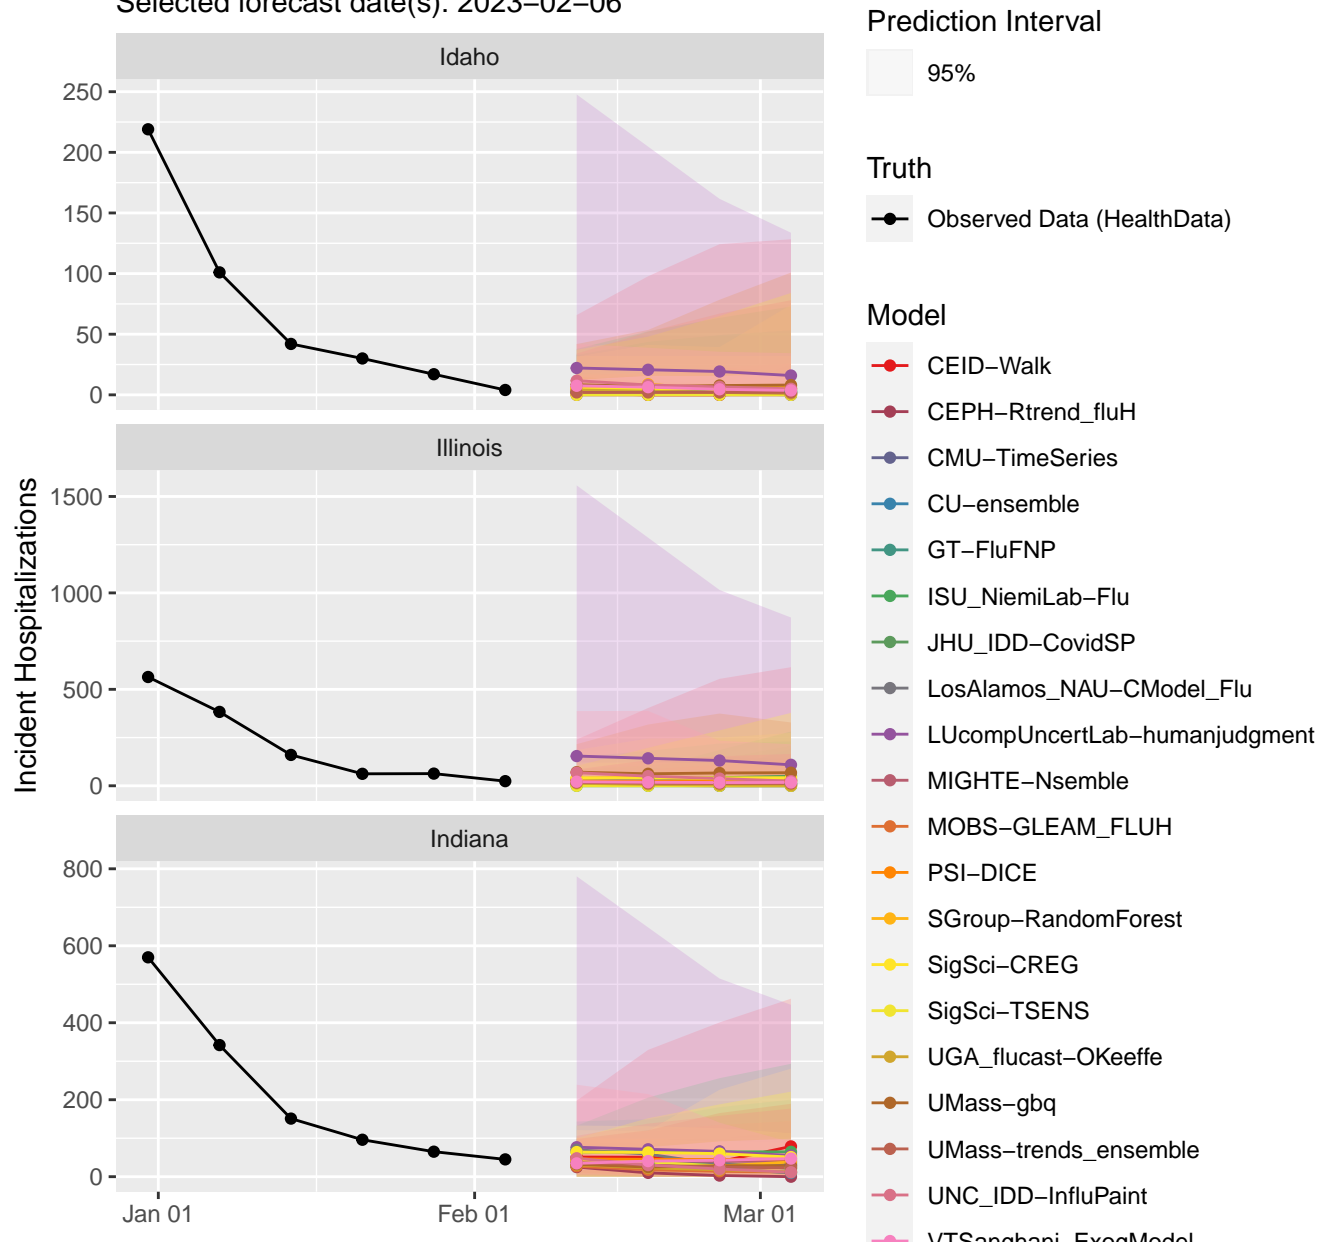 Selected forecast date(s): 2023−02−06
Idaho
250
200
150
100
50
0
Illinois
1500
1000
500
0
Indiana
800
600
400
200
0
Jan 01
Feb 01
Mar 01
Incident Hospitalizations
Prediction Interval
95%
Truth
Observed Data (HealthData)
Model
CEID−Walk
CEPH−Rtrend_fluH
CMU−TimeSeries
CU−ensemble
GT−FluFNP
ISU_NiemiLab−Flu
JHU_IDD−CovidSP
LosAlamos_NAU−CModel_Flu
LUcompUncertLab−humanjudgment
MIGHTE−Nsemble
MOBS−GLEAM_FLUH
PSI−DICE
SGroup−RandomForest
SigSci−CREG
SigSci−TSENS
UGA_flucast−OKeeffe
UMass−gbq
UMass−trends_ensemble
UNC_IDD−InfluPaint
VTSanghani−ExogModel